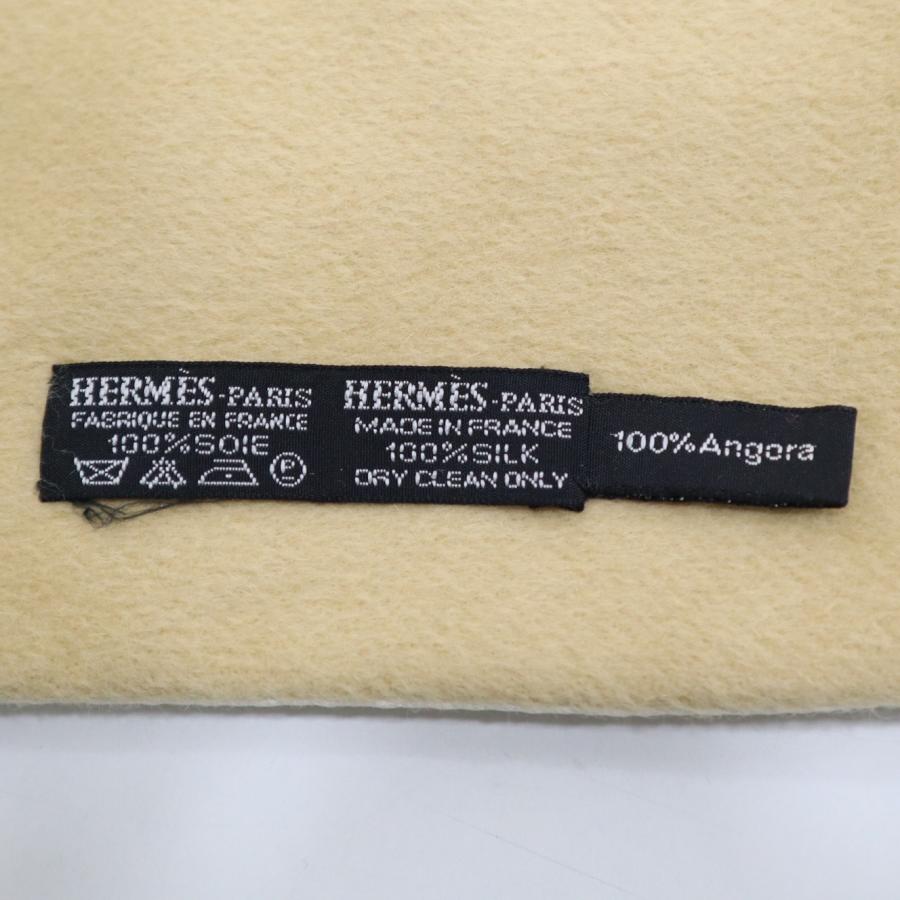 HERMÈS-PARIS
FABRIQUE EN FRANCE
100%SOIE
P
HERMÈS-PARIS
MADE IN FRANCE
100%SILK
DRY CLEAN ONLY
100%Angora